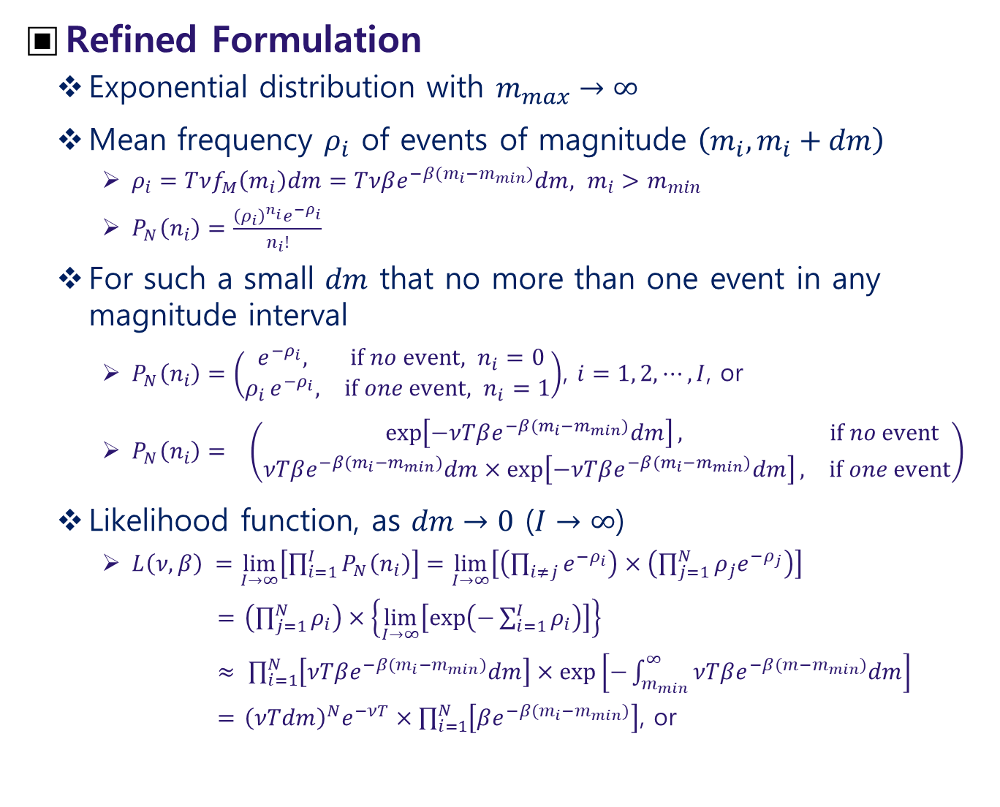 ▣ Refined Formulation
❖ Exponential distribution with $m_{max} \to \infty$
❖ Mean frequency $\rho_i$ of events of magnitude $(m_i, m_i + dm)$
➢ $\rho_i = T\nu f_M(m_i)dm = T\nu\beta e^{-\beta(m_i - m_{min})}dm,\ m_i > m_{min}$
➢ $P_N(n_i) = \frac{(\rho_i)^{n_i} e^{-\rho_i}}{n_i!}$
❖ For such a small $dm$ that no more than one event in any
magnitude interval
➢ $P_N(n_i) = \begin{pmatrix} e^{-\rho_i}, & \text{if } no \text{ event, } n_i = 0 \\ \rho_i\, e^{-\rho_i}, & \text{if } one \text{ event, } n_i = 1 \end{pmatrix},\ i = 1, 2, \cdots, I$, or
➢ $P_N(n_i) = \begin{pmatrix} \exp\left[-\nu T\beta e^{-\beta(m_i - m_{min})}dm\right], & \text{if } no \text{ event} \\ \nu T\beta e^{-\beta(m_i - m_{min})}dm \times \exp\left[-\nu T\beta e^{-\beta(m_i - m_{min})}dm\right], & \text{if } one \text{ event} \end{pmatrix}$
❖ Likelihood function, as $dm \to 0$ ($I \to \infty$)
➢ $L(\nu, \beta) = \lim_{I \to \infty}\left[\prod_{i=1}^{I} P_N(n_i)\right] = \lim_{I \to \infty}\left[\left(\prod_{i \neq j} e^{-\rho_i}\right) \times \left(\prod_{j=1}^{N} \rho_j e^{-\rho_j}\right)\right]$
$= \left(\prod_{j=1}^{N} \rho_i\right) \times \left\{\lim_{I \to \infty}\left[\exp\left(-\sum_{i=1}^{I} \rho_i\right)\right]\right\}$
$\approx \prod_{i=1}^{N}\left[\nu T\beta e^{-\beta(m_i - m_{min})}dm\right] \times \exp\left[-\int_{m_{min}}^{\infty} \nu T\beta e^{-\beta(m - m_{min})}dm\right]$
$= (\nu T dm)^N e^{-\nu T} \times \prod_{i=1}^{N}\left[\beta e^{-\beta(m_i - m_{min})}\right]$, or